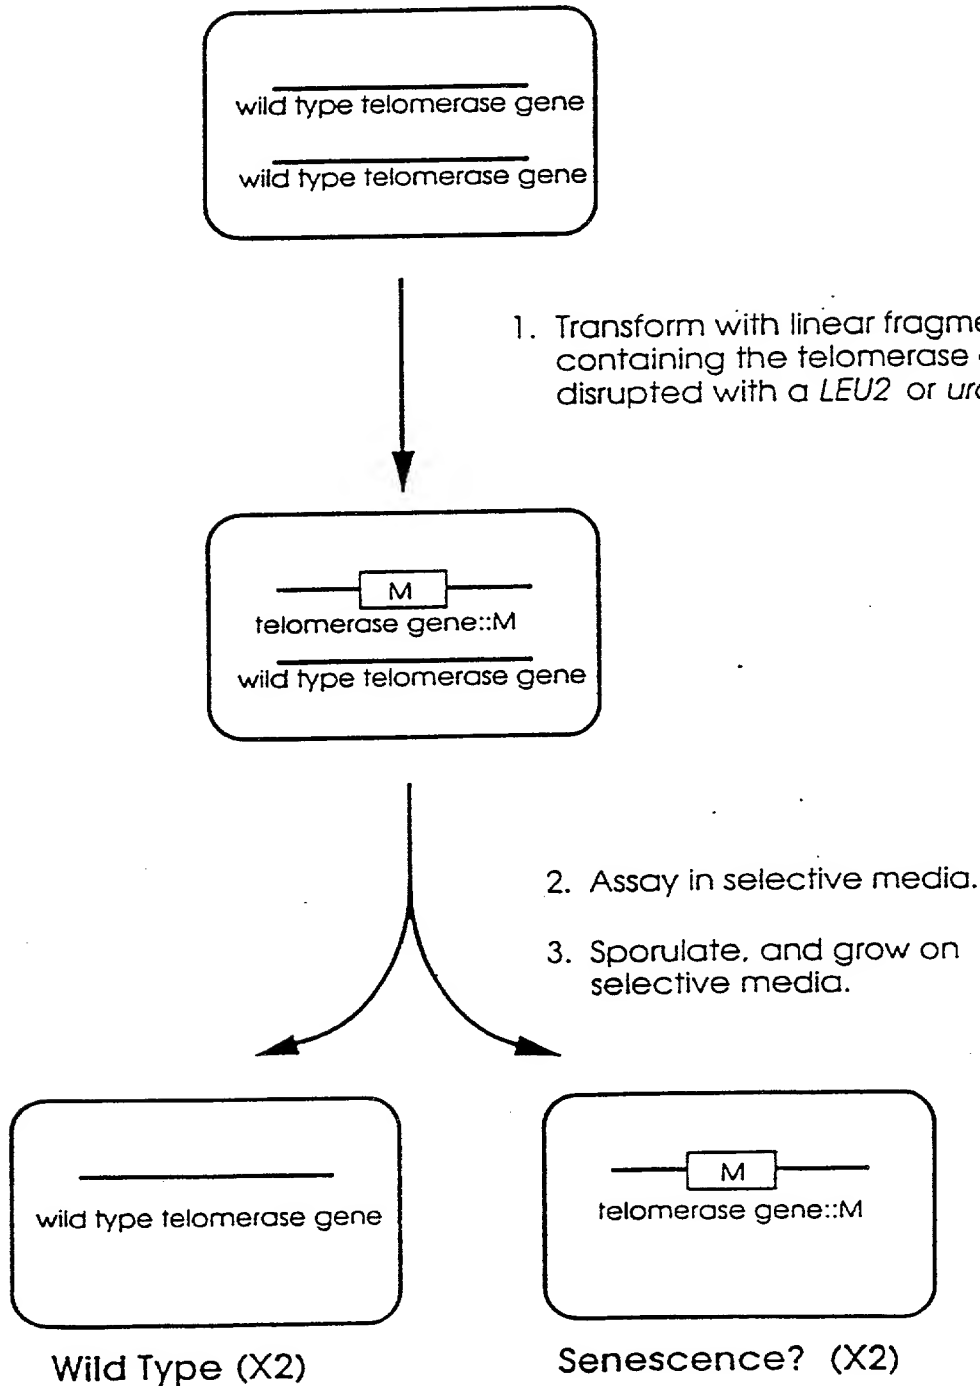 wild type telomerase gene
wild type telomerase gene
1. Transform with linear
containing the telomerase
disrupted with a LEU2 or
M
telomerase gene::M
wild type telomerase gene
2. Assay in selective media.
3. Sporulate, and grow on
selective media.
wild type telomerase gene
M
telomerase gene::M
Wild Type (X2)
Senescence? (X2)